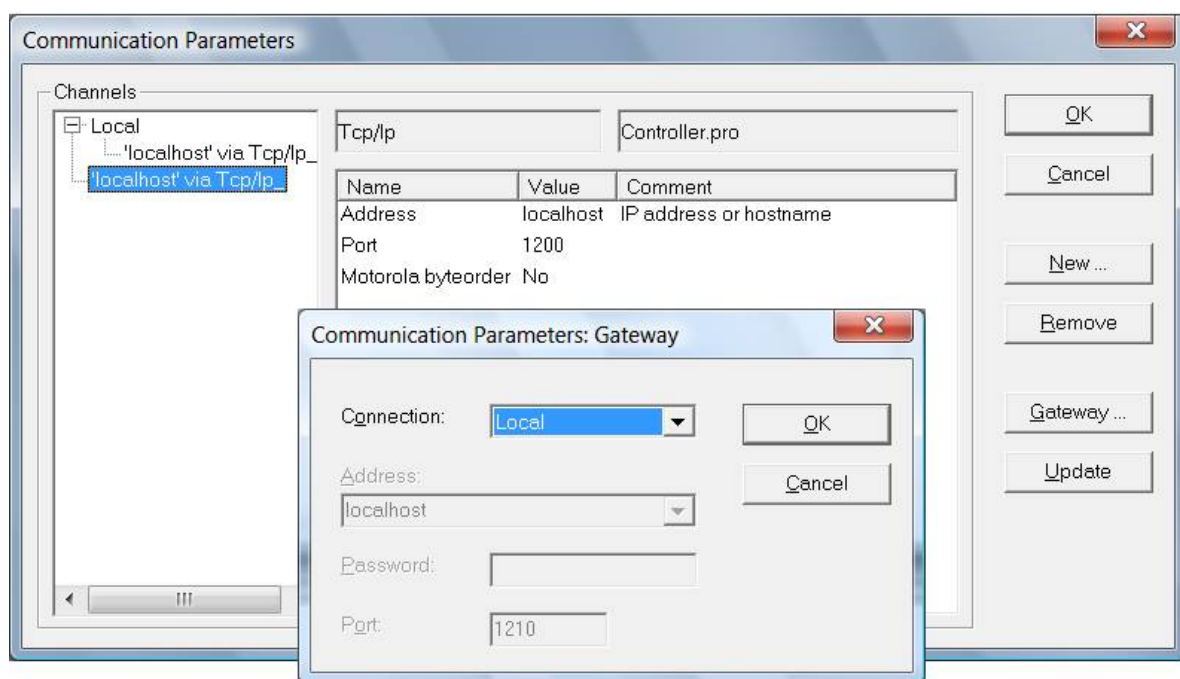 Communication Parameters
Channels
Local
'localhost' via Tcp/Ip_
'localhost' via Tcp/Ip_
Tcp/Ip
Controller.pro
Name Value Comment
Address localhost IP address or hostname
Port 1200
Motorola byteorder No
OK
Cancel
New ...
Remove
Gateway ...
Update
Communication Parameters: Gateway
Connection: Local
OK
Address:
localhost
Cancel
Password:
Port: 1210